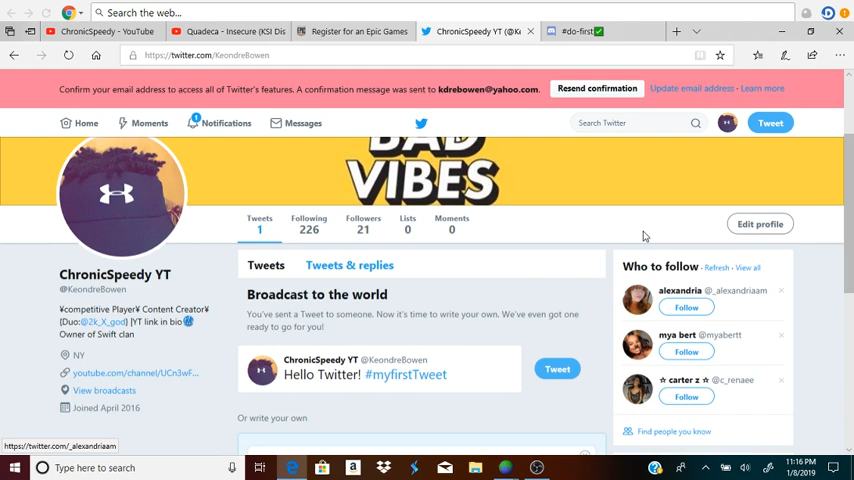 Search the web...
ChronicSpeedy - YouTube
Quadeca - Insecure (KSI Dis
Register for an Epic Games
ChronicSpeedy YT (@Ke
#do-first✅
https://twitter.com/KeondreBowen
Confirm your email address to access all of Twitter's features. A confirmation message was sent to kdrebowen@yahoo.com.
Resend confirmation
Update email address · Learn more
Home
Moments
1
Notifications
Messages
Search Twitter
Tweet
BAD
VIBES
Tweets
1
Following
226
Followers
21
Lists
0
Moments
0
Edit profile
ChronicSpeedy YT
@KeondreBowen
¥competitive Player¥ Content Creator¥
{Duo:@2k_X_god} |YT link in bio
Owner of Swift clan
NY
youtube.com/channel/UCn3wF...
View broadcasts
Joined April 2016
Tweets
Tweets & replies
Broadcast to the world
You've sent a Tweet to someone. Now it's time to write your own. We've even got one
ready to go for you!
ChronicSpeedy YT @KeondreBowen
Hello Twitter! #myfirstTweet
Tweet
Or write your own
Who to follow · Refresh · View all
alexandria @_alexandriaam
Follow
mya bert @myabertt
Follow
☆ carter z ☆ @c_renaee
Follow
Find people you know
https://twitter.com/_alexandriaam
Type here to search
11:16 PM
1/8/2019